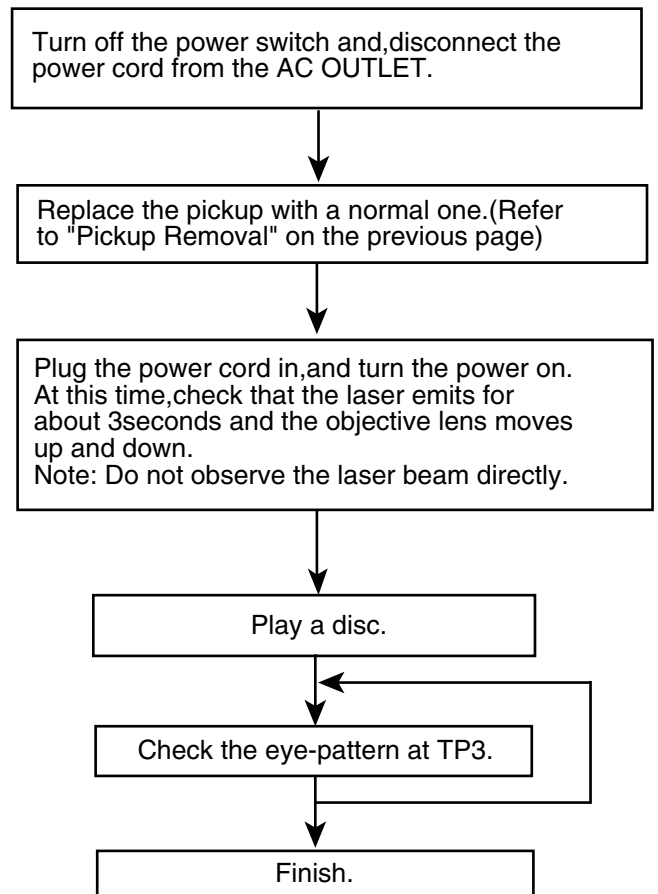 Turn off the power switch and,disconnect the
power cord from the AC OUTLET.
Replace the pickup with a normal one.(Refer
to "Pickup Removal" on the previous page)
Plug the power cord in,and turn the power on.
At this time,check that the laser emits for
about 3seconds and the objective lens moves
up and down.
Note: Do not observe the laser beam directly.
Play a disc.
Check the eye-pattern at TP3.
Finish.